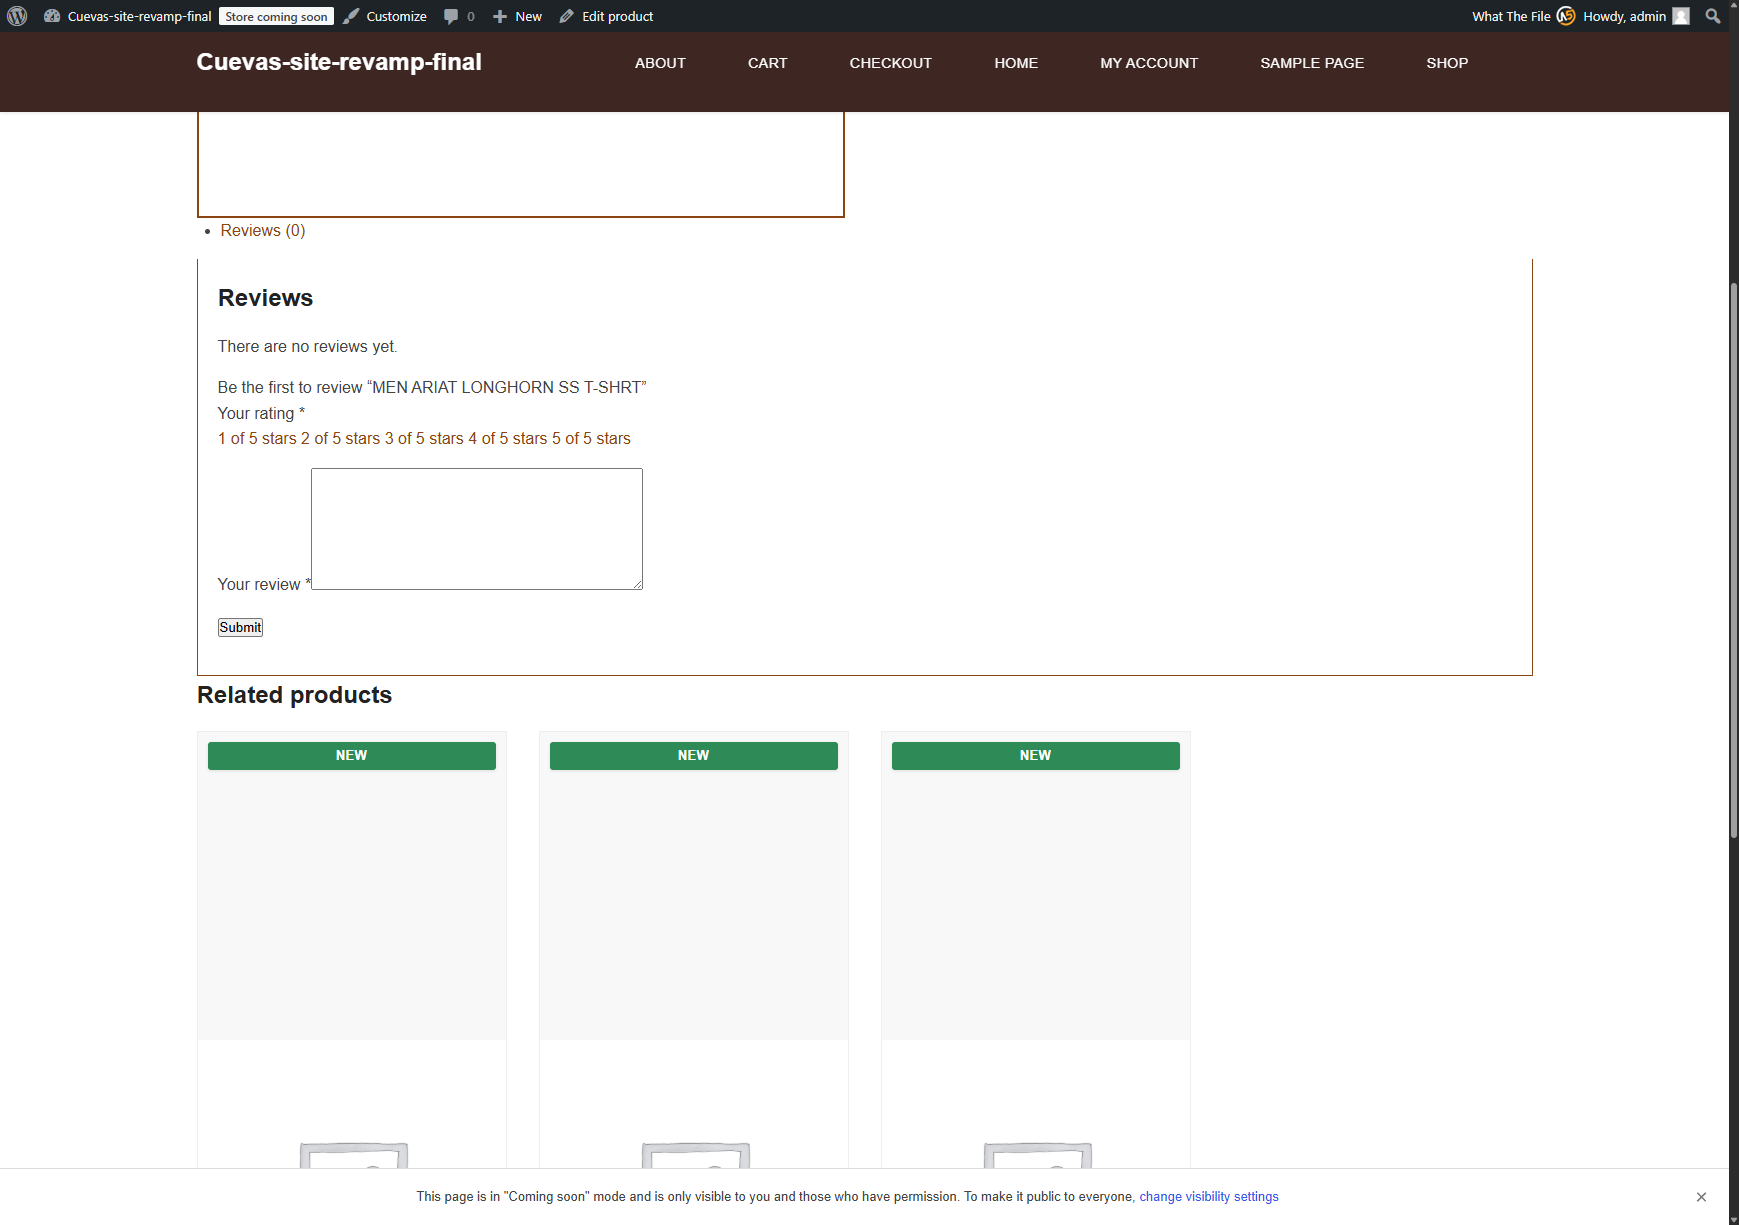 Cuevas-site-revamp-final Store coming soon Customize 0 New Edit product What The File Howdy, admin
Cuevas-site-revamp-final ABOUT CART CHECKOUT HOME MY ACCOUNT SAMPLE PAGE SHOP
Reviews (0)
Reviews
There are no reviews yet.
Be the first to review “MEN ARIAT LONGHORN SS T-SHRT”
Your rating *
1 of 5 stars 2 of 5 stars 3 of 5 stars 4 of 5 stars 5 of 5 stars
Your review *
Submit
Related products
NEW NEW NEW
This page is in "Coming soon" mode and is only visible to you and those who have permission. To make it public to everyone, change visibility settings